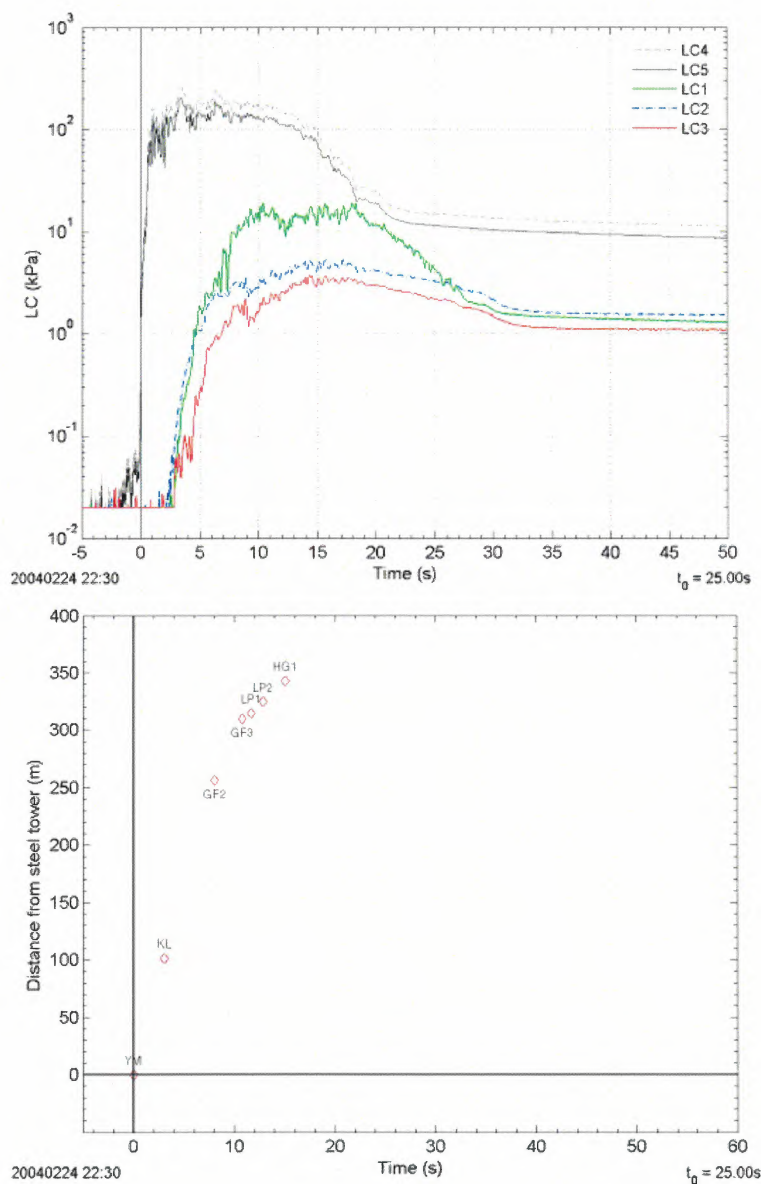 10³
10²
10¹
10⁰
10⁻¹
10⁻²
LC (kPa)
LC4
LC5
LC1
LC2
LC3
-5 0 5 10 15 20 25 30 35 40 45 50
20040224 22:30 Time (s) t₀ = 25.00s
400
350
300
250
200
150
100
50
0
Distance from steel tower (m)
HG1
LP2
LP1
GF3
GF2
KL
YM
0 10 20 30 40 50 60
20040224 22:30 Time (s) t₀ = 25.00s